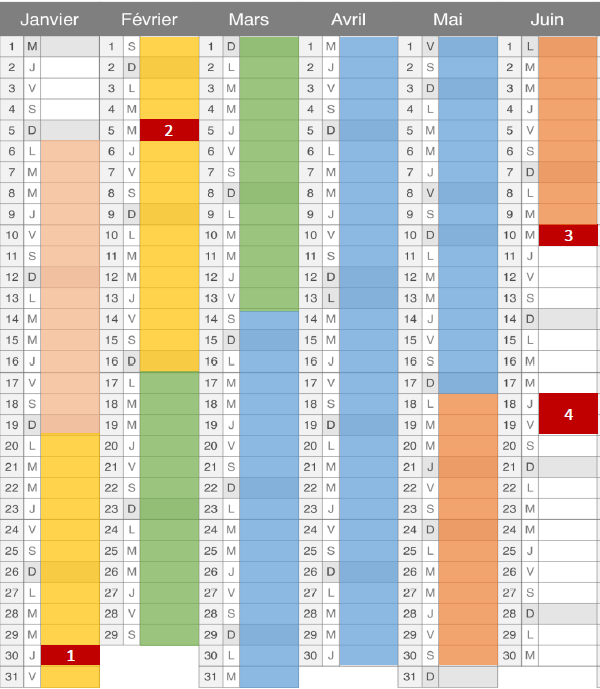 Janvier Février Mars Avril Mai Juin
1 M 1 S 1 D 1 M 1 V 1 L
2 J 2 D 2 L 2 J 2 S 2 M
3 V 3 L 3 M 3 V 3 D 3 M
4 S 4 M 4 M 4 S 4 L 4 J
5 D 5 M 2 5 J 5 D 5 M 5 V
6 L 6 J 6 V 6 L 6 M 6 S
7 M 7 V 7 S 7 M 7 J 7 D
8 M 8 S 8 D 8 M 8 V 8 L
9 J 9 D 9 L 9 J 9 S 9 M
10 V 10 L 10 M 10 V 10 D 10 M 3
11 S 11 M 11 M 11 S 11 L 11 J
12 D 12 M 12 J 12 D 12 M 12 V
13 L 13 J 13 V 13 L 13 M 13 S
14 M 14 V 14 S 14 M 14 J 14 D
15 M 15 S 15 D 15 M 15 V 15 L
16 J 16 D 16 L 16 J 16 S 16 M
17 V 17 L 17 M 17 V 17 D 17 M
18 S 18 M 18 M 18 S 18 L 18 J 4
19 D 19 M 19 J 19 D 19 M 19 V
20 L 20 J 20 V 20 L 20 M 20 S
21 M 21 V 21 S 21 M 21 J 21 D
22 M 22 S 22 D 22 M 22 V 22 L
23 J 23 D 23 L 23 J 23 S 23 M
24 V 24 L 24 M 24 V 24 D 24 M
25 S 25 M 25 M 25 S 25 L 25 J
26 D 26 M 26 J 26 D 26 M 26 V
27 L 27 J 27 V 27 L 27 M 27 S
28 M 28 V 28 S 28 M 28 J 28 D
29 M 29 S 29 D 29 M 29 V 29 L
30 J 1 30 L 30 J 30 S 30 M
31 V 31 M 31 D